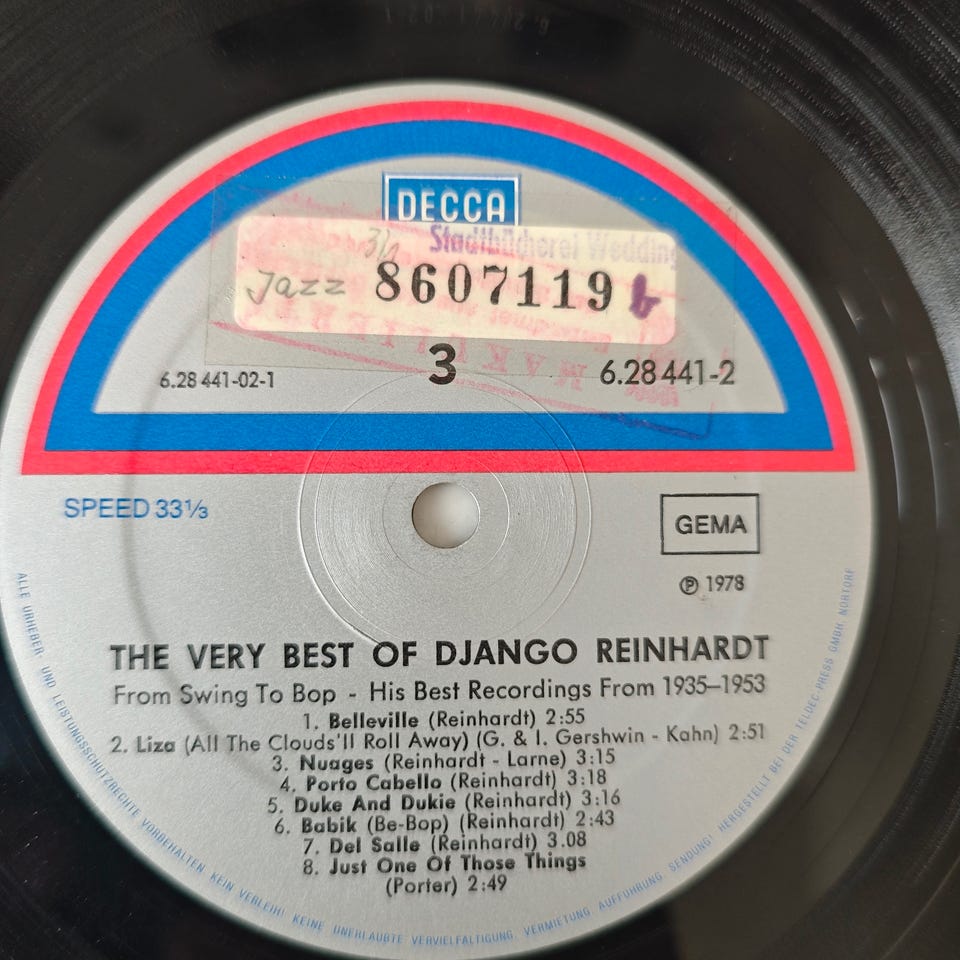 DECCA
Stadtbücherei Wedding
Jazz 8607119 b
3
6.28 441-02-1
6.28 441-2
SPEED 33⅓
GEMA
℗ 1978
THE VERY BEST OF DJANGO REINHARDT
From Swing To Bop - His Best Recordings From 1935–1953
1. Belleville (Reinhardt) 2:55
2. Liza (All The Clouds'll Roll Away) (G. & I. Gershwin - Kahn) 2:51
3. Nuages (Reinhardt - Larne) 3:15
4. Porto Cabello (Reinhardt) 3:18
5. Duke And Dukie (Reinhardt) 3:16
6. Babik (Be-Bop) (Reinhardt) 2:43
7. Del Salle (Reinhardt) 3.08
8. Just One Of Those Things
(Porter) 2:49
ALLE URHEBER- UND LEISTUNGSSCHUTZRECHTE VORBEHALTEN KEIN VERLEIH! KEINE UNERLAUBTE VERVIELFÄLTIGUNG, VERMIETUNG, AUFFÜHRUNG, SENDUNG! HERGESTELLT BEI DER TELDEC-PRESS GMBH, NORTORF